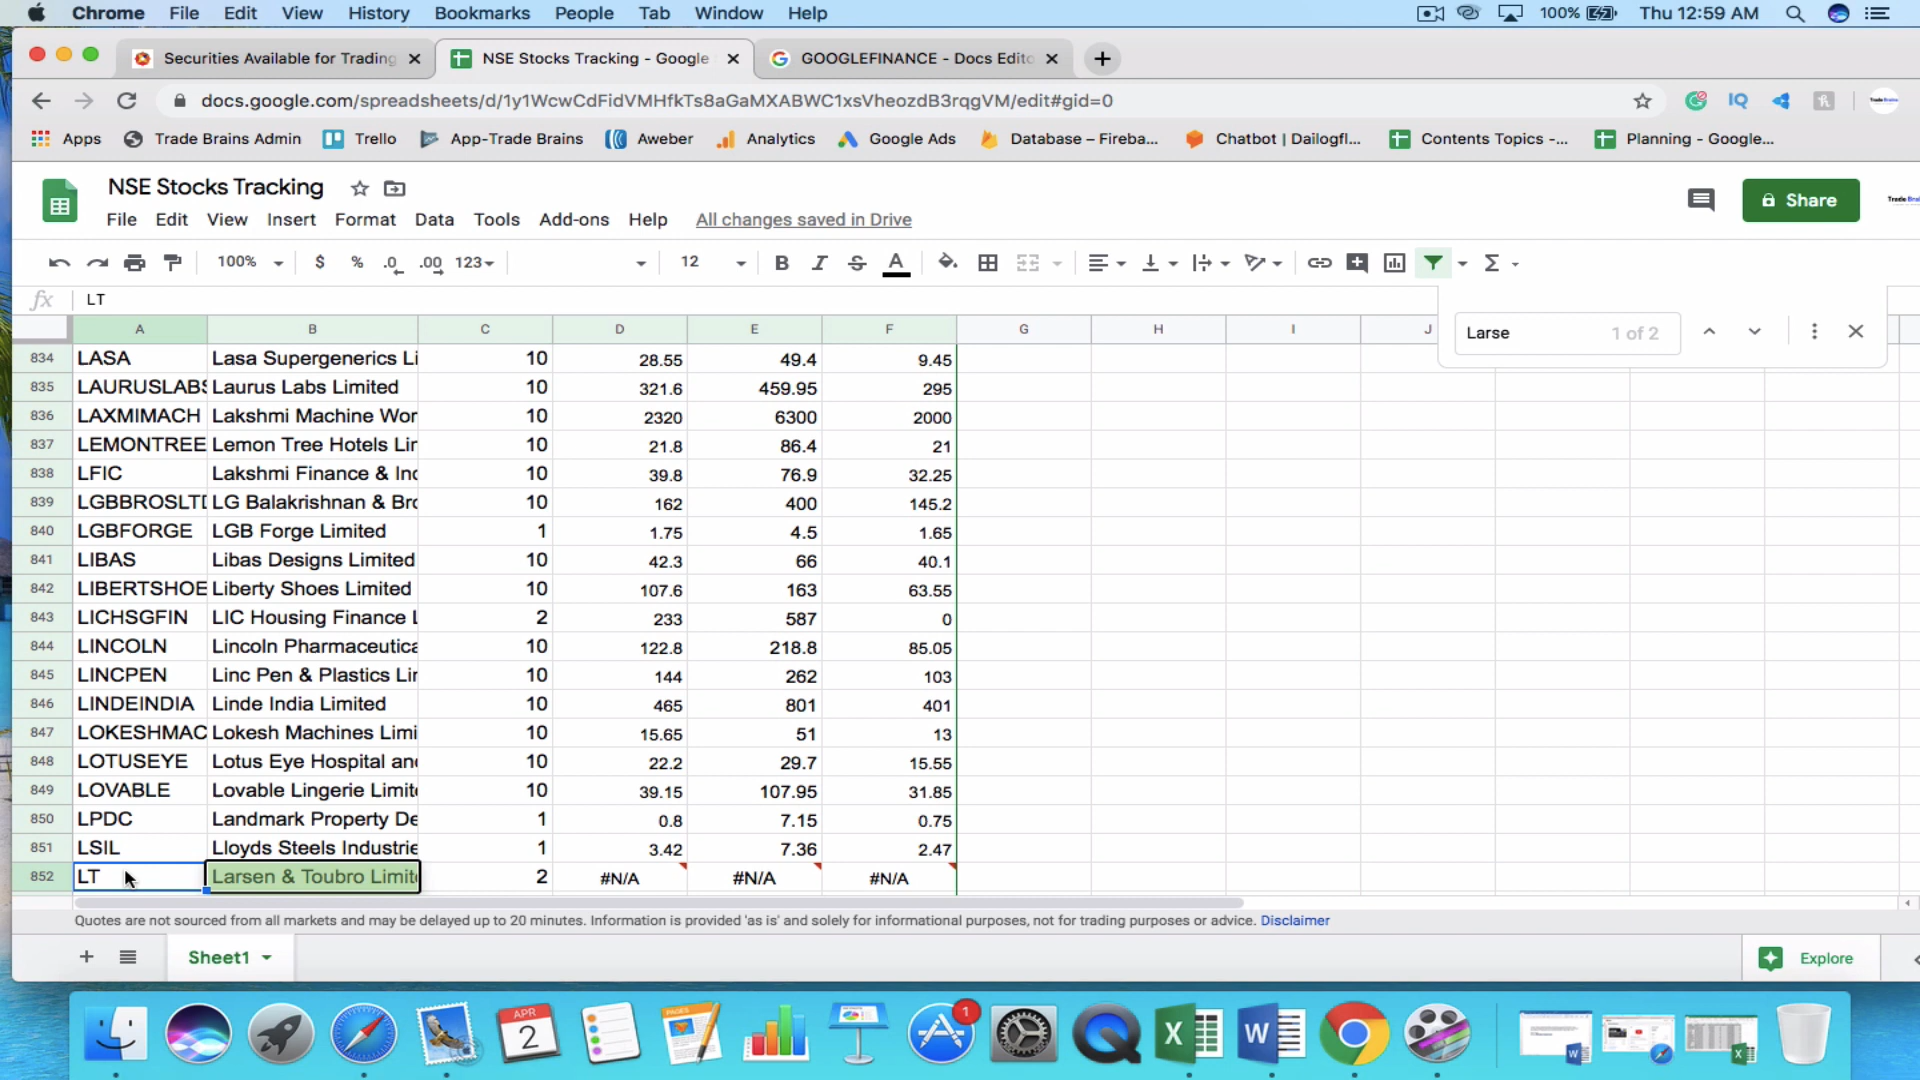 Chrome File Edit View History Bookmarks People Tab Window Help 100% Thu 12:59 AM
Securities Available for Trading NSE Stocks Tracking - Google GOOGLEFINANCE - Docs Edito
docs.google.com/spreadsheets/d/1y1WcwCdFidVMHfkTs8aGaMXABWC1xsVheozdB3rqgVM/edit#gid=0 IQ
Apps Trade Brains Admin Trello App-Trade Brains Aweber Analytics Google Ads Database – Fireba... Chatbot | Dailogfl... Contents Topics -... Planning - Google...
NSE Stocks Tracking
Share
File Edit View Insert Format Data Tools Add-ons Help All changes saved in Drive
100% $ % .0 .00 123 12 B I S A
fx LT
Larse 1 of 2
A B C D E F G H I J
834 LASA Lasa Supergenerics Li 10 28.55 49.4 9.45
835 LAURUSLABS Laurus Labs Limited 10 321.6 459.95 295
836 LAXMIMACH Lakshmi Machine Wor 10 2320 6300 2000
837 LEMONTREE Lemon Tree Hotels Lir 10 21.8 86.4 21
838 LFIC Lakshmi Finance & Inc 10 39.8 76.9 32.25
839 LGBBROSLTD LG Balakrishnan & Bro 10 162 400 145.2
840 LGBFORGE LGB Forge Limited 1 1.75 4.5 1.65
841 LIBAS Libas Designs Limited 10 42.3 66 40.1
842 LIBERTSHOE Liberty Shoes Limited 10 107.6 163 63.55
843 LICHSGFIN LIC Housing Finance L 2 233 587 0
844 LINCOLN Lincoln Pharmaceutica 10 122.8 218.8 85.05
845 LINCPEN Linc Pen & Plastics Lir 10 144 262 103
846 LINDEINDIA Linde India Limited 10 465 801 401
847 LOKESHMAC Lokesh Machines Limi 10 15.65 51 13
848 LOTUSEYE Lotus Eye Hospital and 10 22.2 29.7 15.55
849 LOVABLE Lovable Lingerie Limite 10 39.15 107.95 31.85
850 LPDC Landmark Property De 1 0.8 7.15 0.75
851 LSIL Lloyds Steels Industrie 1 3.42 7.36 2.47
852 LT Larsen & Toubro Limite 2 #N/A #N/A #N/A
Quotes are not sourced from all markets and may be delayed up to 20 minutes. Information is provided 'as is' and solely for informational purposes, not for trading purposes or advice. Disclaimer
Sheet1 Explore
APR
2
PAGES
1
X W